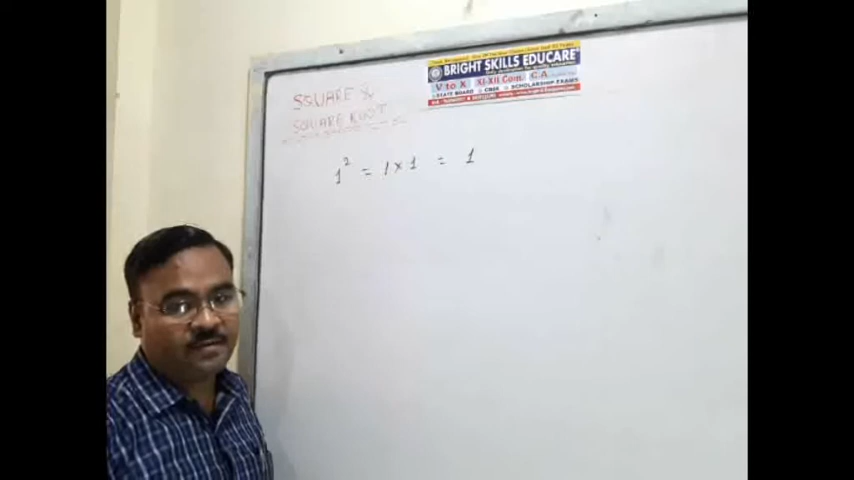 BRIGHT SKILLS EDUCARE
V to X XI-XII Com. C A
STATE BOARD CBSE SCHOLARSHIP EXAMS
SQUARE &
SQUARE ROOT
1² = 1 × 1 = 1